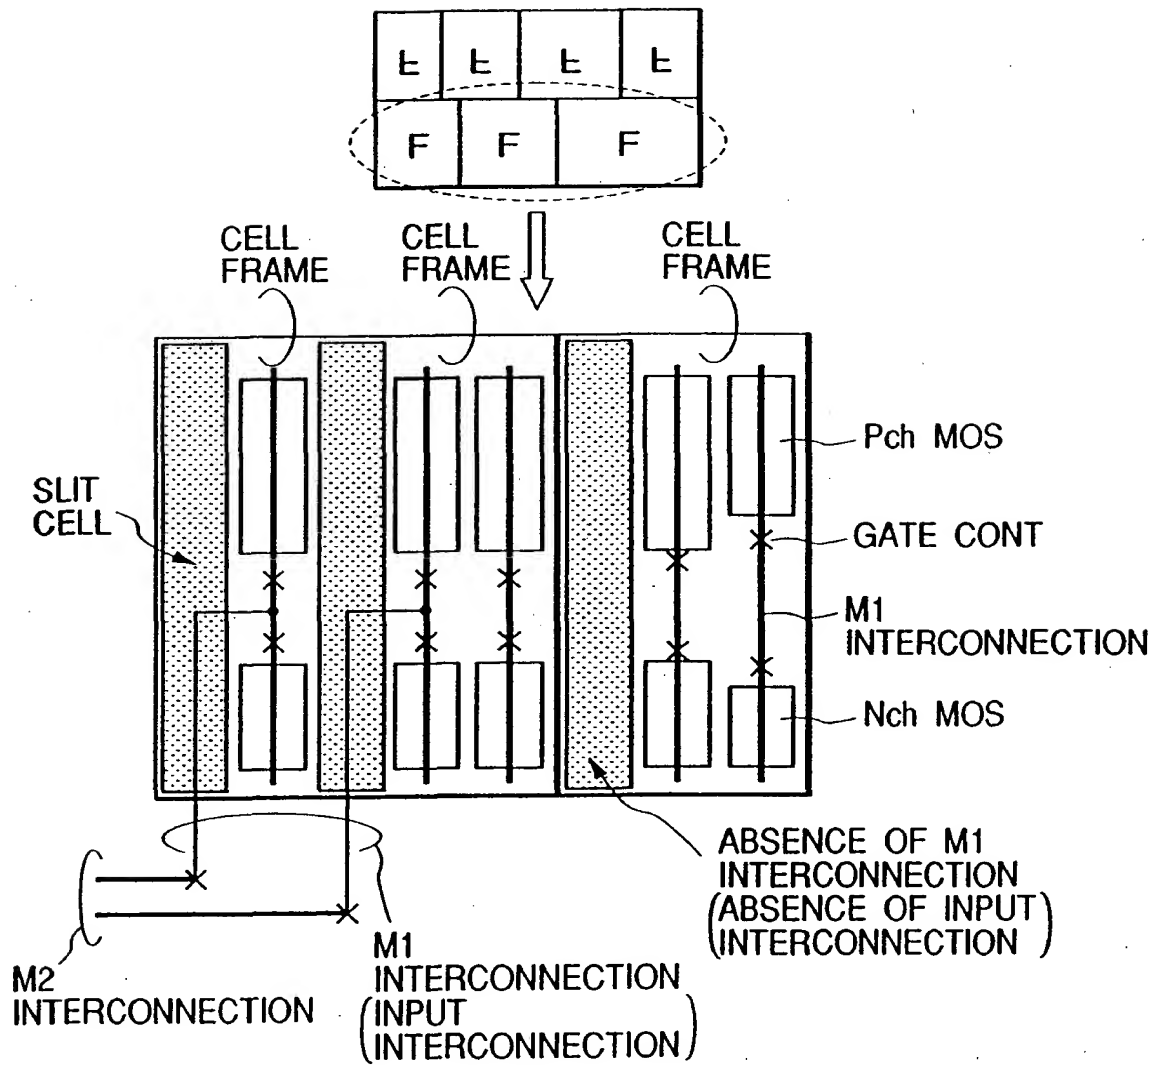 F F F F
F F F
CELL FRAME
CELL FRAME
CELL FRAME
Pch MOS
SLIT
CELL
GATE CONT
M1
INTERCONNECTION
Nch MOS
ABSENCE OF M1
INTERCONNECTION
(ABSENCE OF INPUT
INTERCONNECTION)
M1
INTERCONNECTION
(INPUT
INTERCONNECTION)
M2
INTERCONNECTION